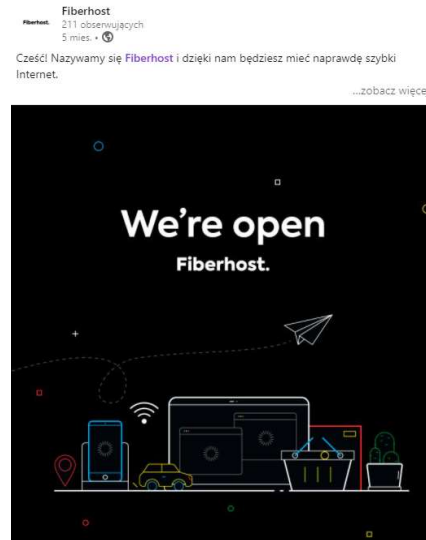 Fiberhost
Fiberhost.
211 obserwujących
5 mies. •
Cześć! Nazywamy się Fiberhost i dzięki nam będziesz mieć naprawdę szybki
Internet.
...zobacz więce
We're open
Fiberhost.